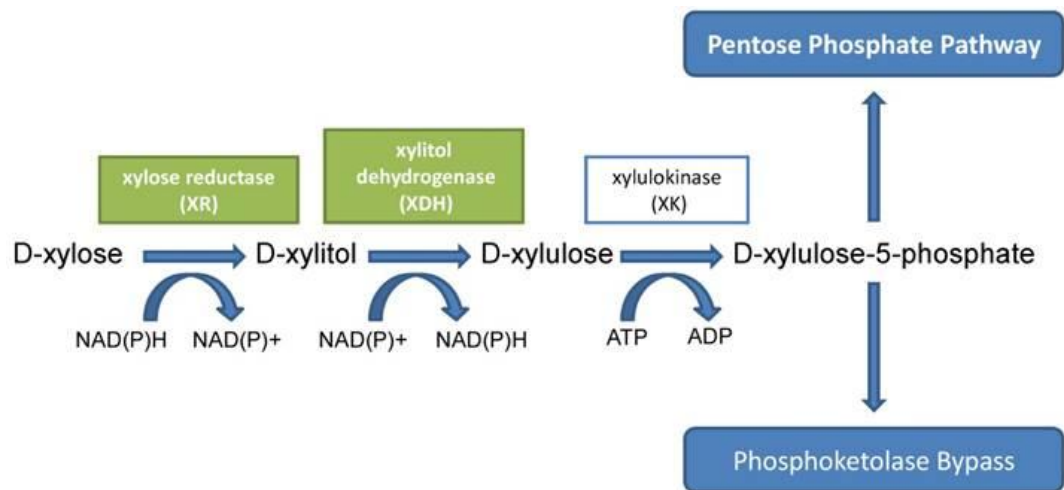 Pentose Phosphate Pathway
xylose reductase
(XR)
xylitol
dehydrogenase
(XDH)
xylulokinase
(XK)
D-xylose
D-xylitol
D-xylulose
D-xylulose-5-phosphate
NAD(P)H
NAD(P)+
NAD(P)+
NAD(P)H
ATP
ADP
Phosphoketolase Bypass